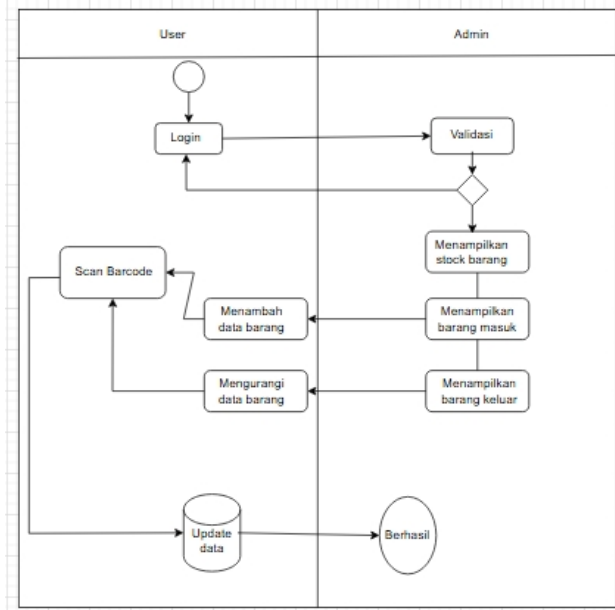 User
Admin
Login
Validasi
Menampilkan
stock barang
Scan Barcode
Menambah
data barang
Menampilkan
barang masuk
Mengurangi
data barang
Menampilkan
barang keluar
Update
data
Berhasil